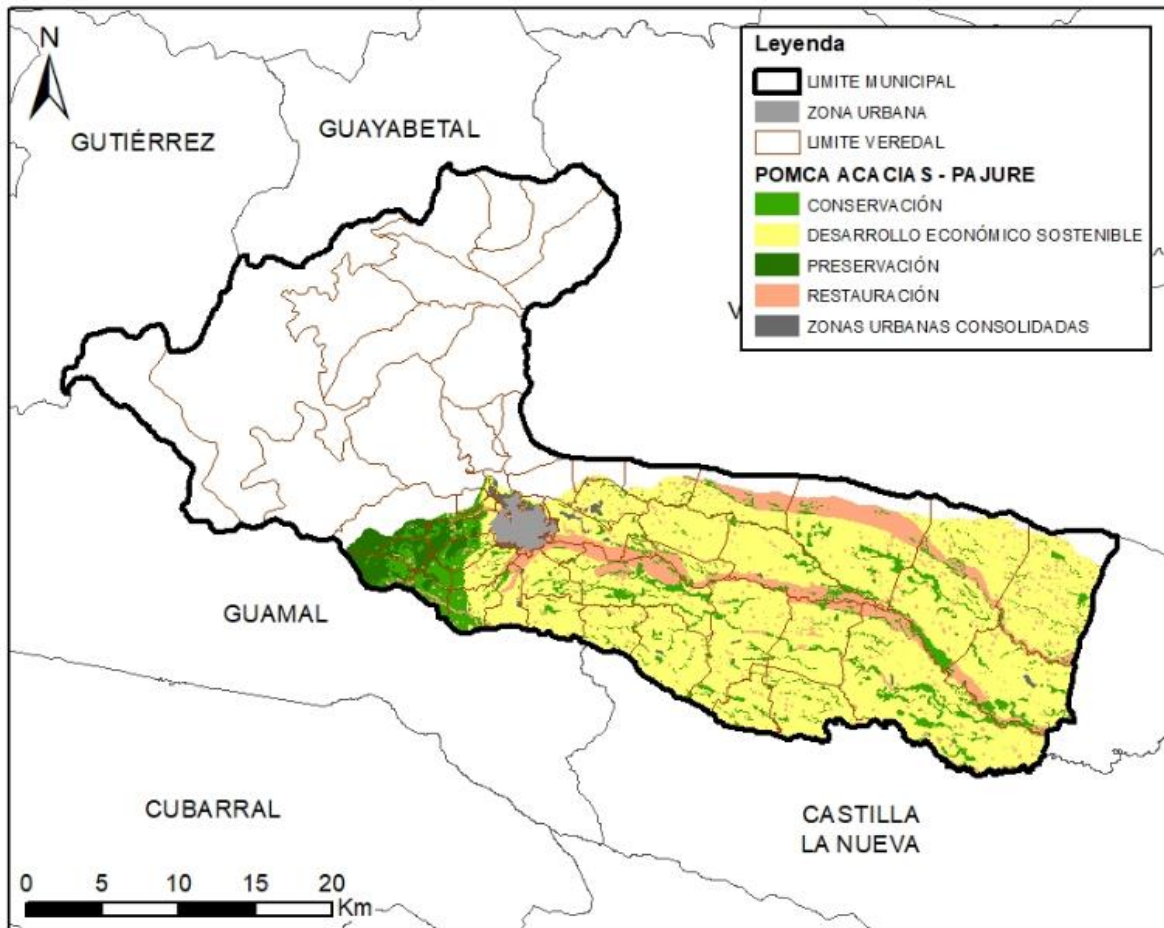 N
GUTIÉRREZ
GUAYABETAL
Leyenda
LIMITE MUNICIPAL
ZONA URBANA
LIMITE VEREDAL
POMCA ACACIAS - PAJURE
CONSERVACIÓN
DESARROLLO ECONÓMICO SOSTENIBLE
PRESERVACIÓN
RESTAURACIÓN
ZONAS URBANAS CONSOLIDADAS
GUAMAL
CUBARRAL
CASTILLA
LA NUEVA
0 5 10 15 20
Km